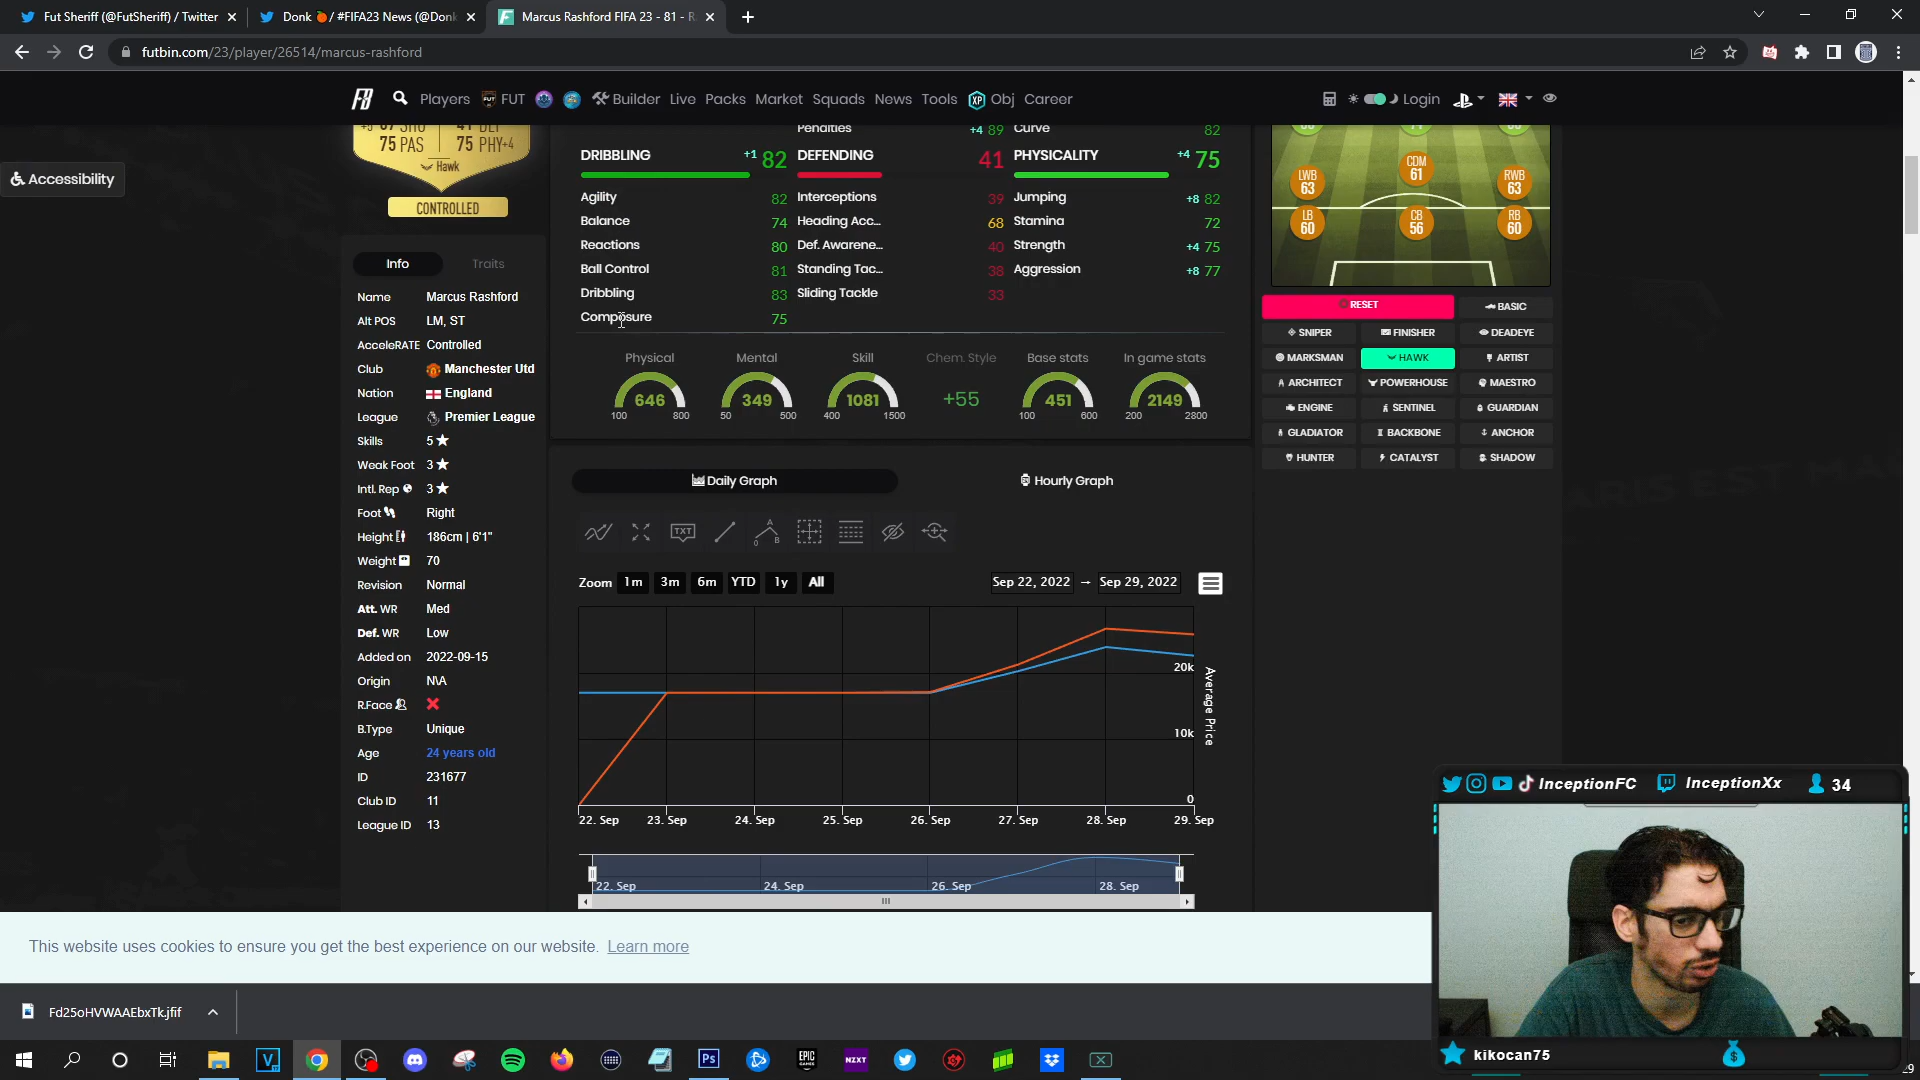 Fut Sheriff (@FutSheriff) / Twitter
Donk 🍊 / #FIFA23 News (@Donk
Marcus Rashford FIFA 23 - 81 - R
futbin.com/23/player/26514/marcus-rashford
Players FUT Builder Live Packs Market Squads News Tools XP Obj Career Login
Accessibility
75 PAS 75 PHY+4
Hawk
CONTROLLED
Penalties +4 89 Curve 82
DRIBBLING +1 82 DEFENDING 41 PHYSICALITY +4 75
Agility 82 Interceptions 39 Jumping +8 82
Balance 74 Heading Acc... 68 Stamina 72
Reactions 80 Def. Awarene... 40 Strength +4 75
Ball Control 81 Standing Tac... 38 Aggression +8 77
Dribbling 83 Sliding Tackle 33
Composure 75
Physical Mental Skill Chem. Style Base stats In game stats
646 349 1081 +55 451 2149
100 800 50 500 400 1500 100 600 200 2800
Info Traits
Name Marcus Rashford
Alt POS LM, ST
AcceleRATE Controlled
Club Manchester Utd
Nation England
League Premier League
Skills 5★
Weak Foot 3★
Intl. Rep 3★
Foot Right
Height 186cm | 6'1"
Weight 70
Revision Normal
Att. WR Med
Def. WR Low
Added on 2022-09-15
Origin N\A
R.Face
B.Type Unique
Age 24 years old
ID 231677
Club ID 11
League ID 13
LWB 63
CDM 61
RWB 63
LB 60
CB 56
RB 60
RESET BASIC
SNIPER FINISHER DEADEYE
MARKSMAN HAWK ARTIST
ARCHITECT POWERHOUSE MAESTRO
ENGINE SENTINEL GUARDIAN
GLADIATOR BACKBONE ANCHOR
HUNTER CATALYST SHADOW
Daily Graph Hourly Graph
TXT
Zoom 1m 3m 6m YTD 1y All Sep 22, 2022 → Sep 29, 2022
20k
10k
0
Average Price
22. Sep 23. Sep 24. Sep 25. Sep 26. Sep 27. Sep 28. Sep 29. Sep
22. Sep 24. Sep 26. Sep 28. Sep
This website uses cookies to ensure you get the best experience on our website. Learn more
InceptionFC InceptionXx 34
kikocan75
Fd25oHVWAAEbxTk.jfif
Ps
EPIC GAMES
NZXT
29